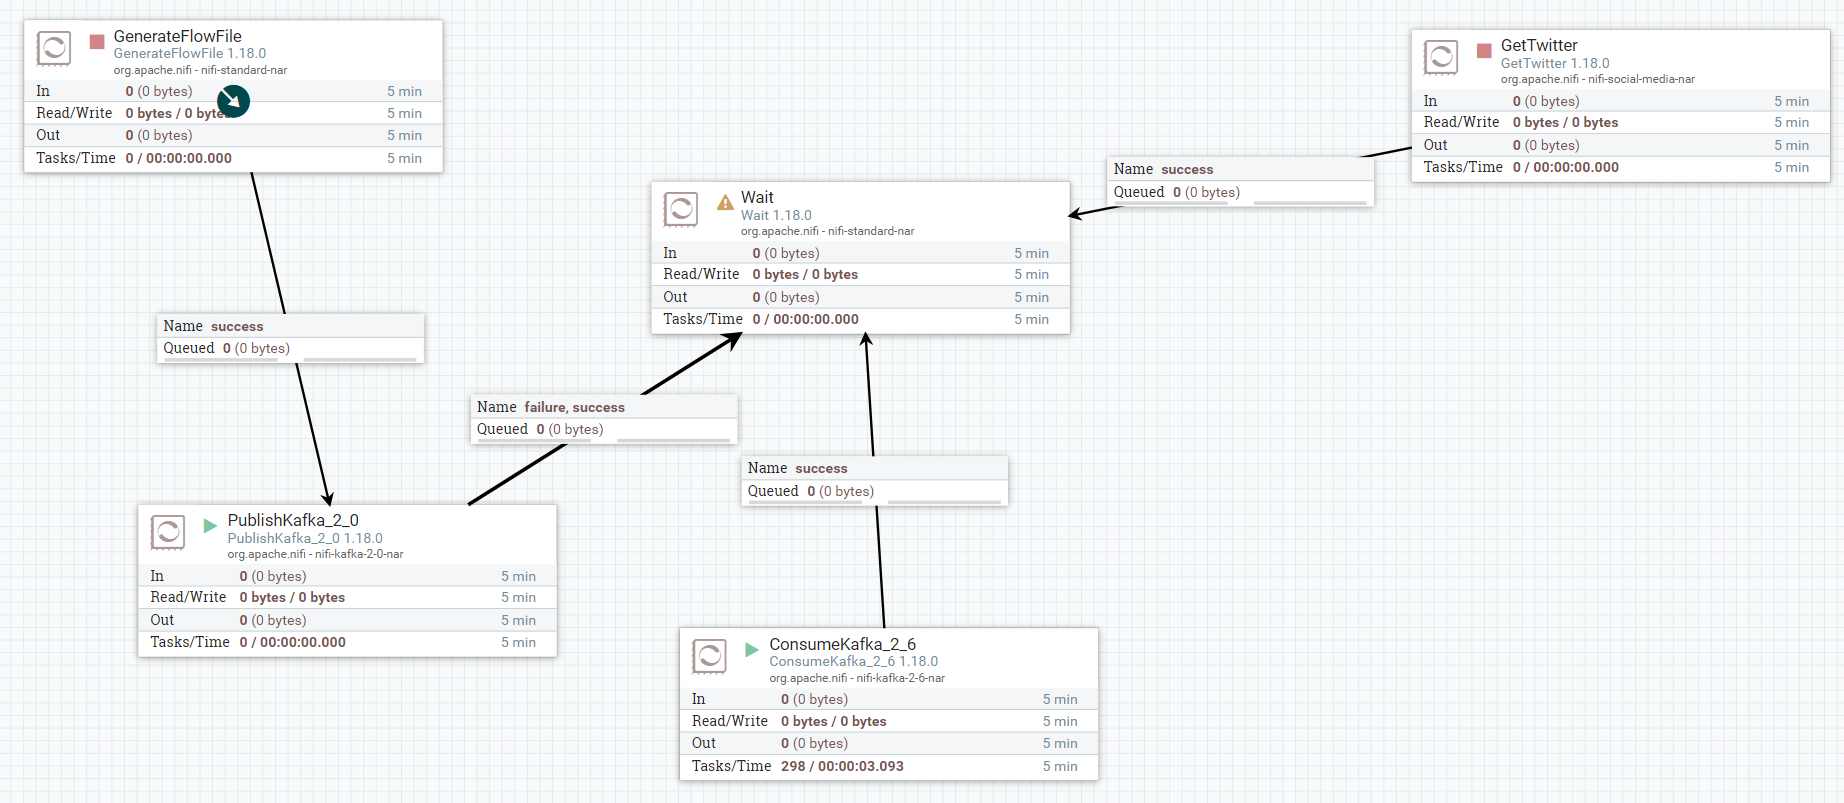 GenerateFlowFile
GenerateFlowFile 1.18.0
org.apache.nifi - nifi-standard-nar
In 0 (0 bytes) 5 min
Read/Write 0 bytes / 0 bytes 5 min
Out 0 (0 bytes) 5 min
Tasks/Time 0 / 00:00:00.000 5 min
GetTwitter
GetTwitter 1.18.0
org.apache.nifi - nifi-social-media-nar
In 0 (0 bytes) 5 min
Read/Write 0 bytes / 0 bytes 5 min
Out 0 (0 bytes) 5 min
Tasks/Time 0 / 00:00:00.000 5 min
Name success
Queued 0 (0 bytes)
Wait
Wait 1.18.0
org.apache.nifi - nifi-standard-nar
In 0 (0 bytes) 5 min
Read/Write 0 bytes / 0 bytes 5 min
Out 0 (0 bytes) 5 min
Tasks/Time 0 / 00:00:00.000 5 min
Name success
Queued 0 (0 bytes)
Name failure, success
Queued 0 (0 bytes)
Name success
Queued 0 (0 bytes)
PublishKafka_2_0
PublishKafka_2_0 1.18.0
org.apache.nifi - nifi-kafka-2-0-nar
In 0 (0 bytes) 5 min
Read/Write 0 bytes / 0 bytes 5 min
Out 0 (0 bytes) 5 min
Tasks/Time 0 / 00:00:00.000 5 min
ConsumeKafka_2_6
ConsumeKafka_2_6 1.18.0
org.apache.nifi - nifi-kafka-2-6-nar
In 0 (0 bytes) 5 min
Read/Write 0 bytes / 0 bytes 5 min
Out 0 (0 bytes) 5 min
Tasks/Time 298 / 00:00:03.093 5 min